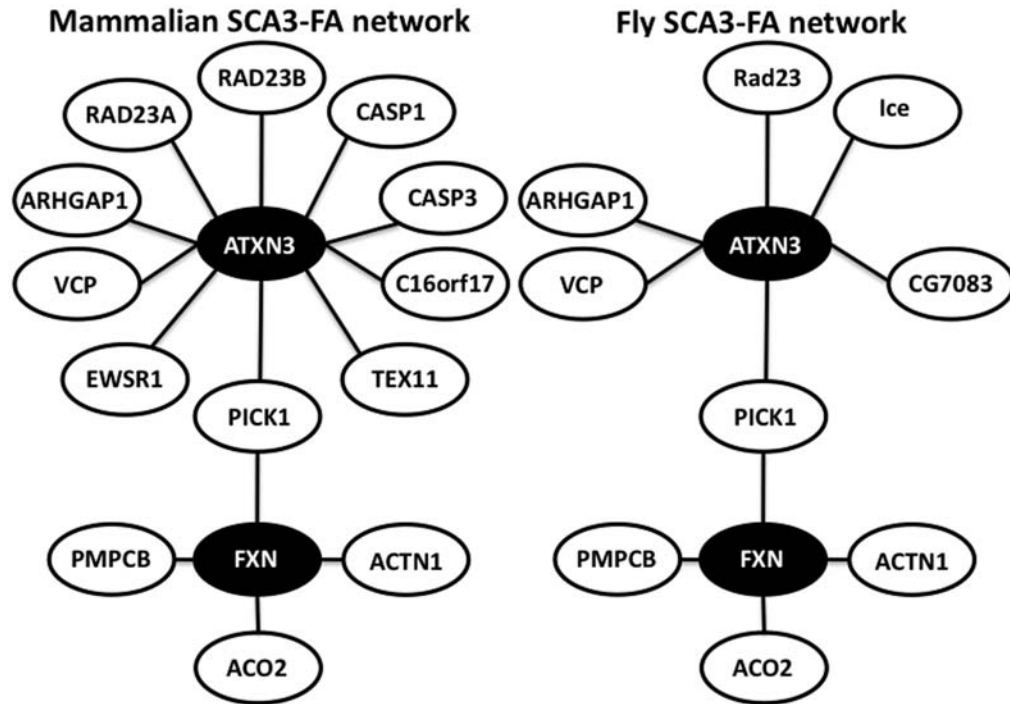 Mammalian SCA3-FA network
RAD23B
RAD23A
CASP1
ARHGAP1
CASP3
ATXN3
VCP
C16orf17
EWSR1
TEX11
PICK1
PMPCB
FXN
ACTN1
ACO2
Fly SCA3-FA network
Rad23
Ice
ARHGAP1
ATXN3
VCP
CG7083
PICK1
PMPCB
FXN
ACTN1
ACO2